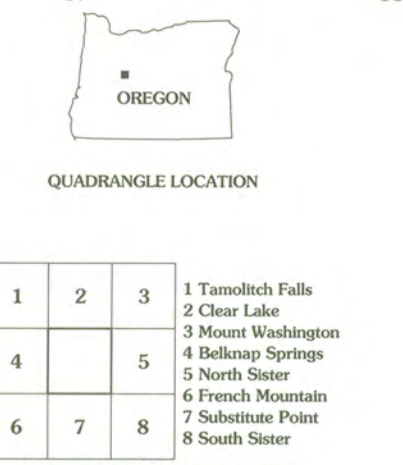 OREGON
QUADRANGLE LOCATION
1 2 3
4 5
6 7 8
1 Tamolitch Falls
2 Clear Lake
3 Mount Washington
4 Belknap Springs
5 North Sister
6 French Mountain
7 Substitute Point
8 South Sister